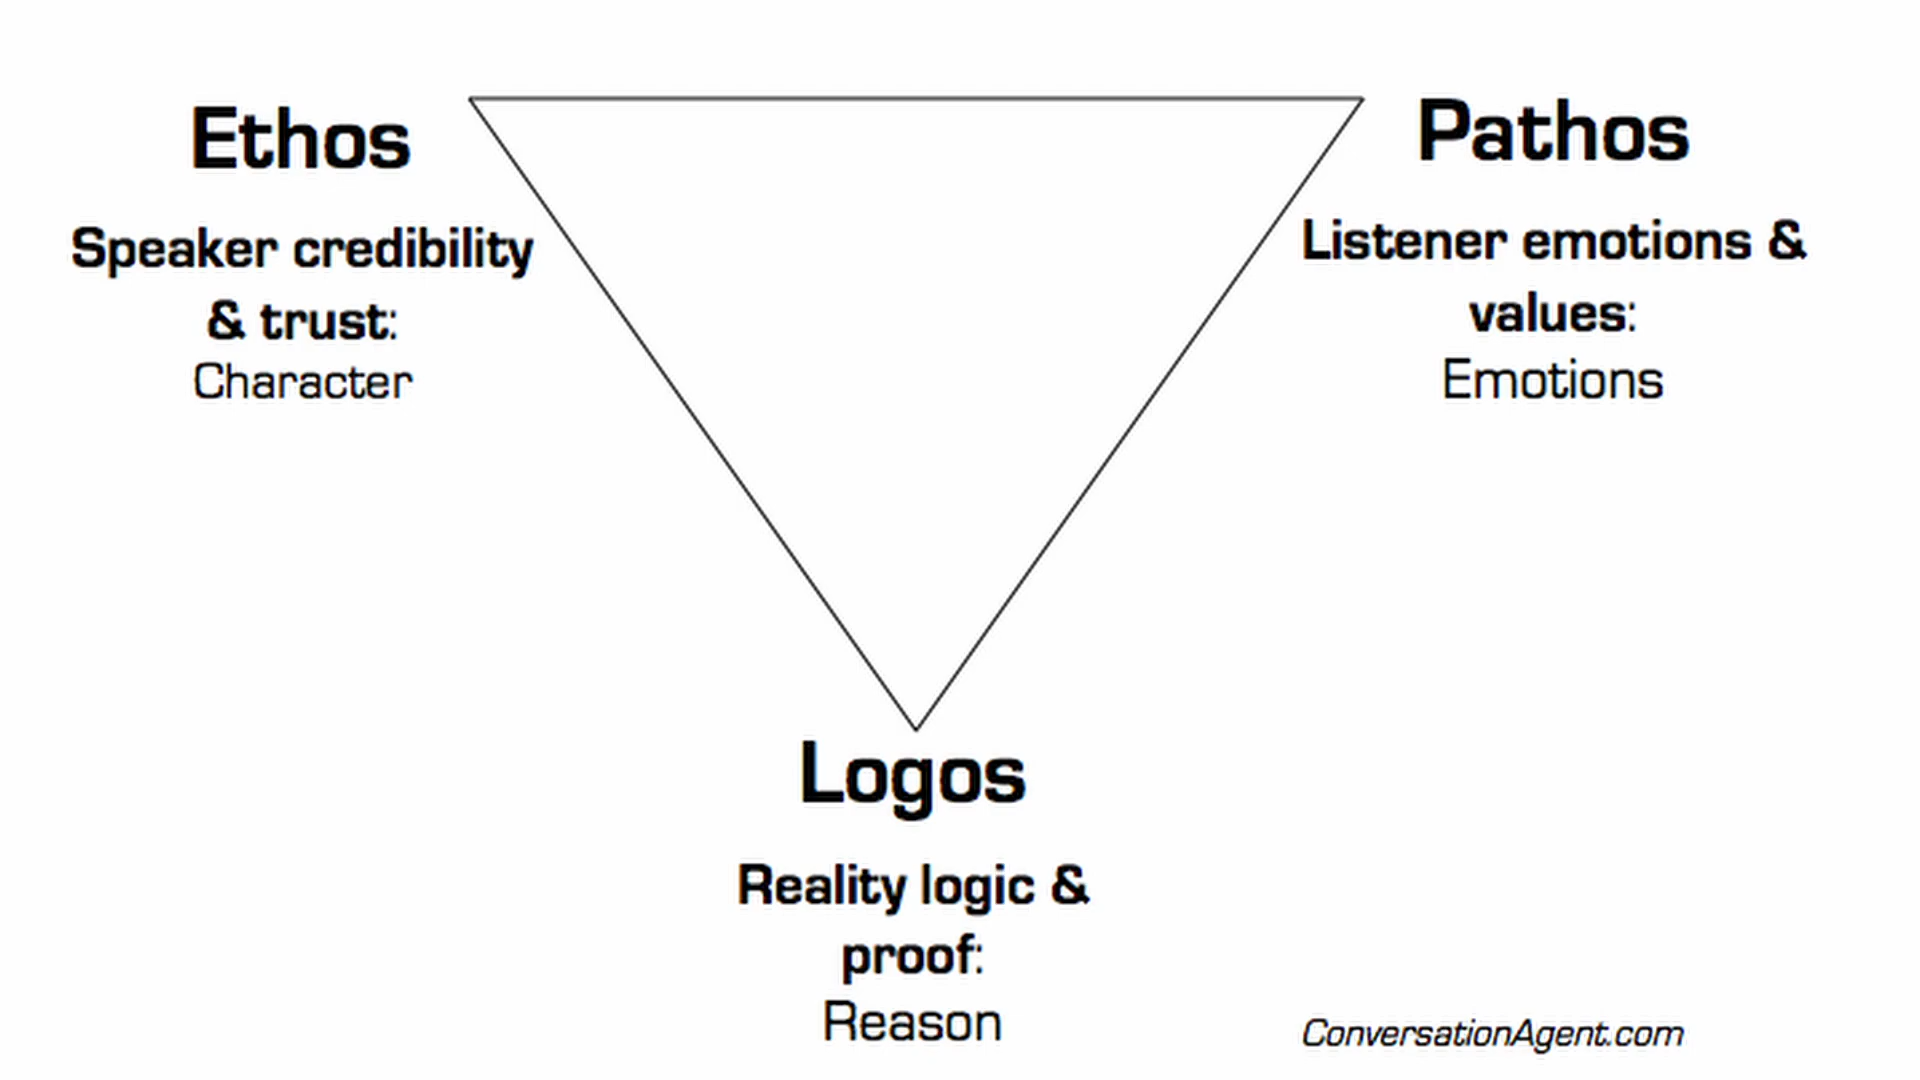 Ethos
Speaker credibility
& trust:
Character
Pathos
Listener emotions &
values:
Emotions
Logos
Reality logic &
proof:
Reason
ConversationAgent.com